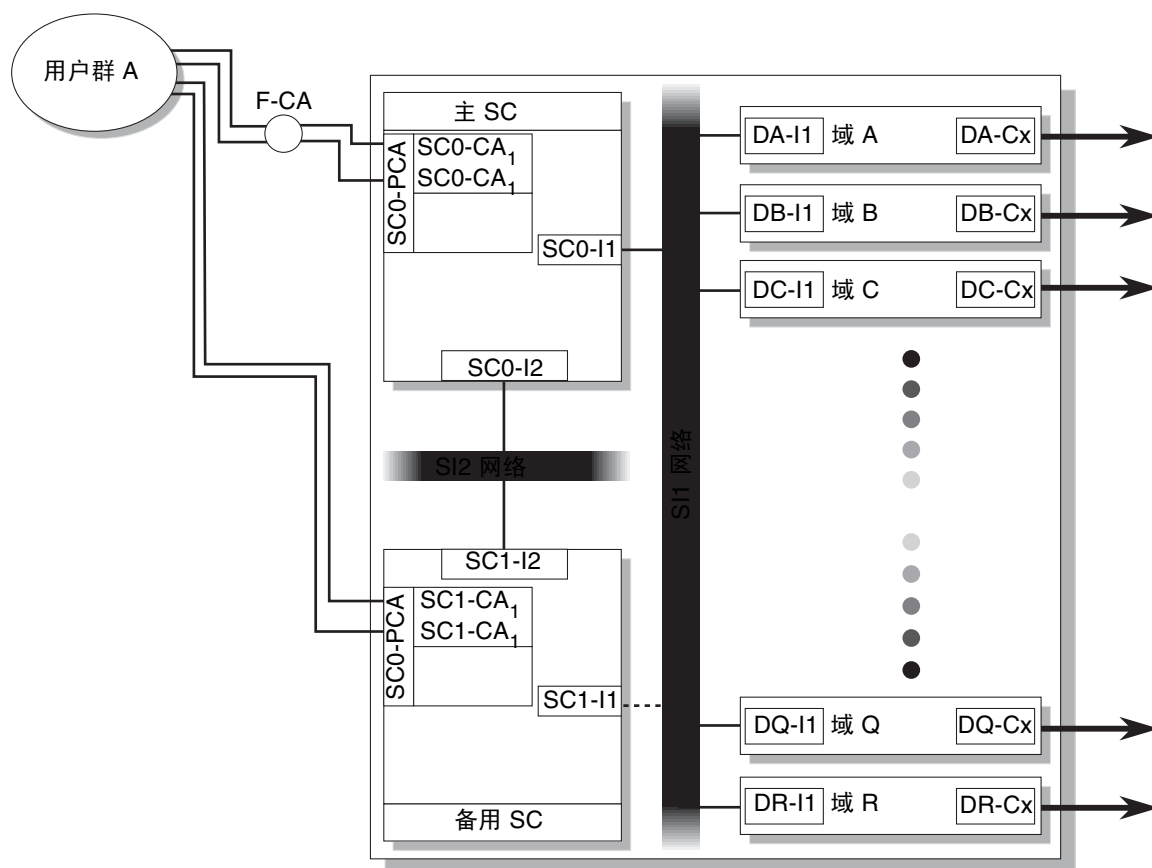 用户群 A
F-CA
主 SC
SC0-PCA
SC0-CA1
SC0-CA1
SC0-I1
SC0-I2
SI2 网络
SC1-I2
SC0-PCA
SC1-CA1
SC1-CA1
SC1-I1
备用 SC
SI1 网络
DA-I1 域 A DA-Cx
DB-I1 域 B DB-Cx
DC-I1 域 C DC-Cx
DQ-I1 域 Q DQ-Cx
DR-I1 域 R DR-Cx